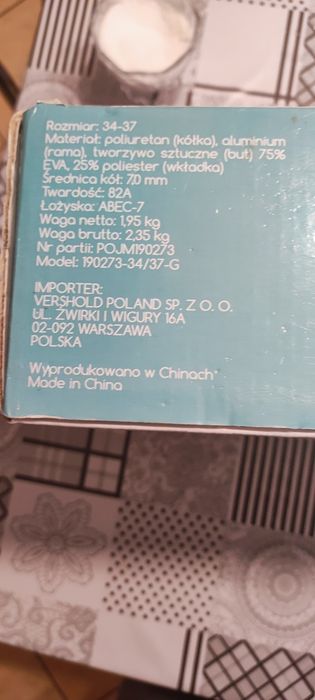 Rozmiar: 34-37
Materiał: poliuretan (kółka), aluminium
(rama), tworzywo sztuczne (but) 75%
EVA, 25% poliester (wkładka)
Średnica kół: 70 mm
Twardość: 82A
Łożyska: ABEC-7
Waga netto: 1,95 kg
Waga brutto: 2,35 kg
Nr partii: POJM190273
Model: 190273-34/37-G
IMPORTER:
VERSHOLD POLAND SP. Z O. O.
UL. ŻWIRKI I WIGURY 16A
02-092 WARSZAWA
POLSKA
Wyprodukowano w Chinach
Made in China